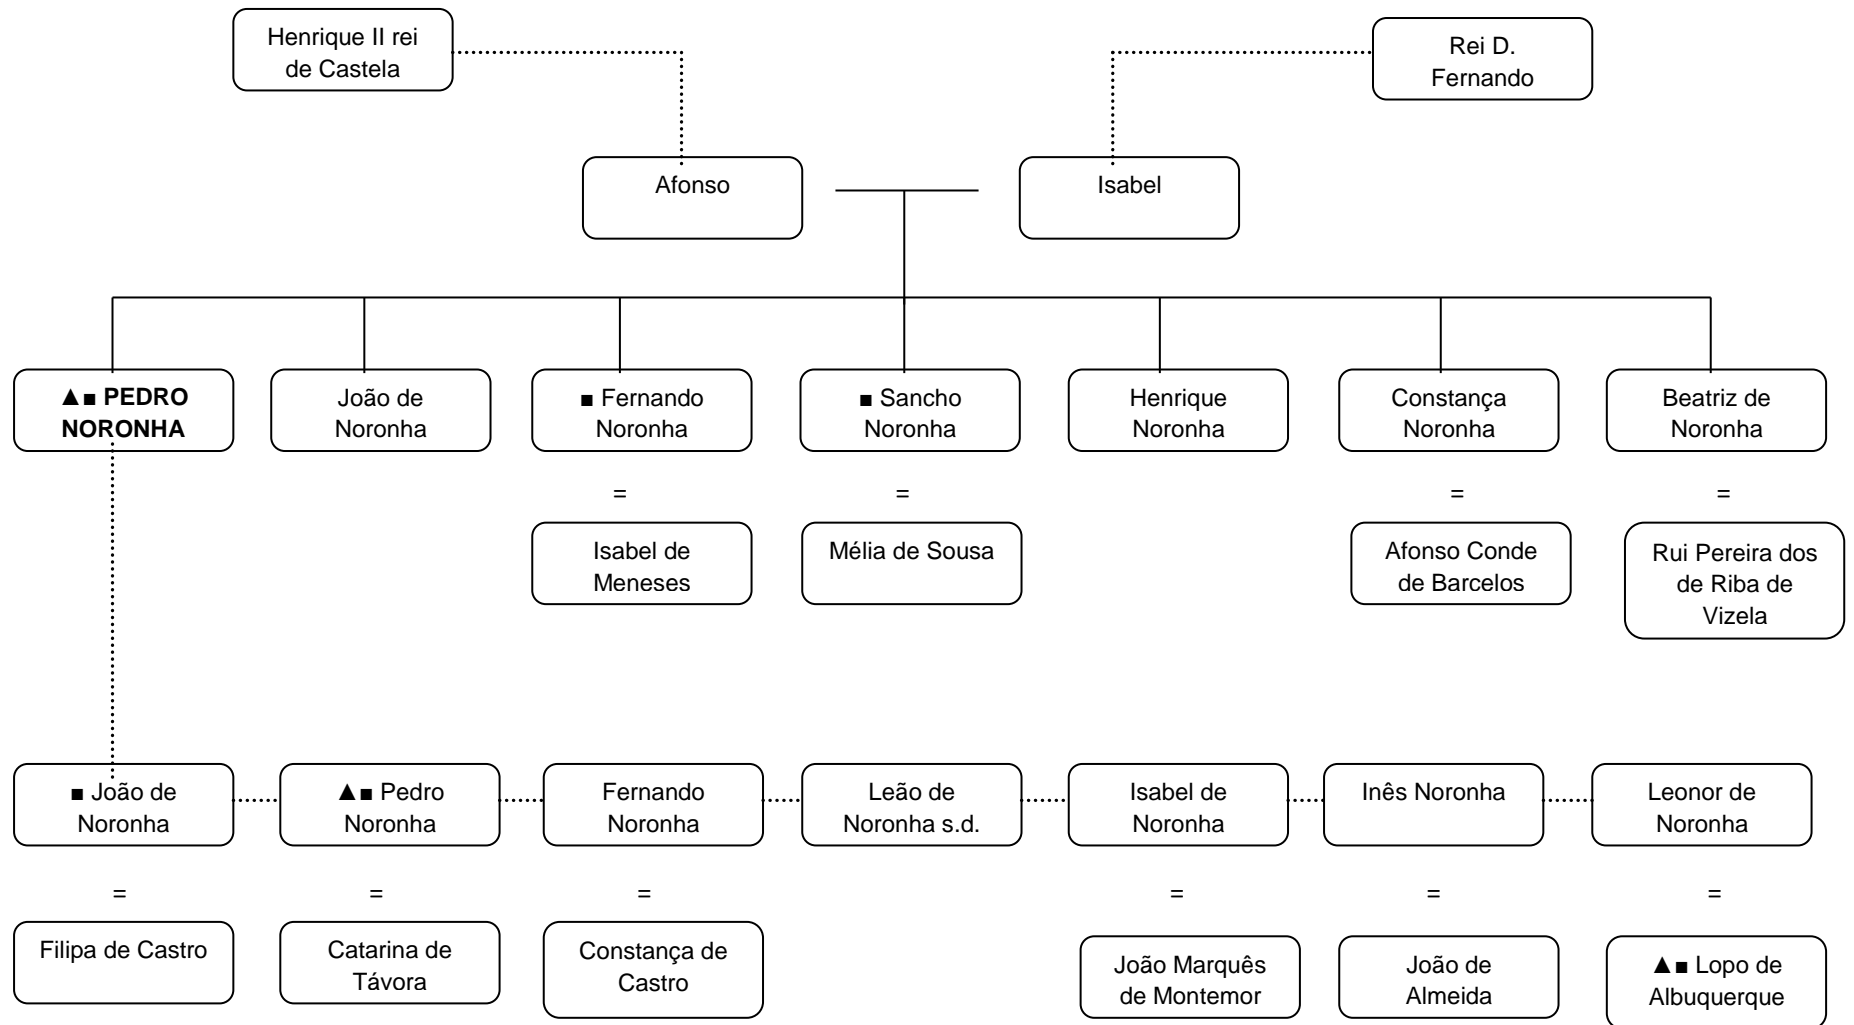 Henrique II rei
de Castela
Rei D.
Fernando
Afonso
Isabel
▲■ PEDRO
NORONHA
João de
Noronha
■ Fernando
Noronha
■ Sancho
Noronha
Henrique
Noronha
Constança
Noronha
Beatriz de
Noronha
=
=
=
=
Isabel de
Meneses
Mélia de Sousa
Afonso Conde
de Barcelos
Rui Pereira dos
de Riba de
Vizela
■ João de
Noronha
▲■ Pedro
Noronha
Fernando
Noronha
Leão de
Noronha s.d.
Isabel de
Noronha
Inês Noronha
Leonor de
Noronha
=
=
=
=
=
=
Filipa de Castro
Catarina de
Távora
Constança de
Castro
João Marquês
de Montemor
João de
Almeida
▲■ Lopo de
Albuquerque